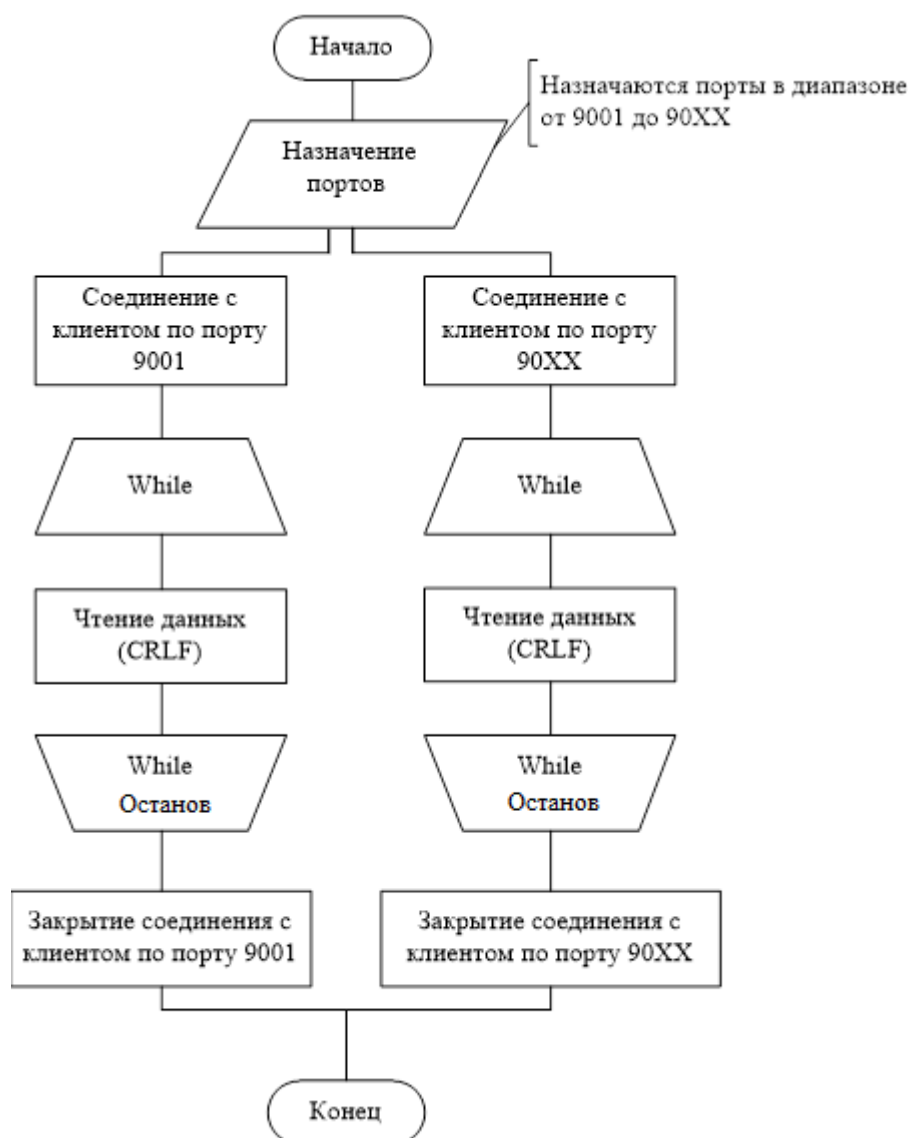 Начало
Назначаются порты в диапазоне
от 9001 до 90XX
Назначение
портов
Соединение с
клиентом по порту
9001
Соединение с
клиентом по порту
90XX
While
While
Чтение данных
(CRLF)
Чтение данных
(CRLF)
While
Останов
While
Останов
Закрытие соединения с
клиентом по порту 9001
Закрытие соединения с
клиентом по порту 90XX
Конец